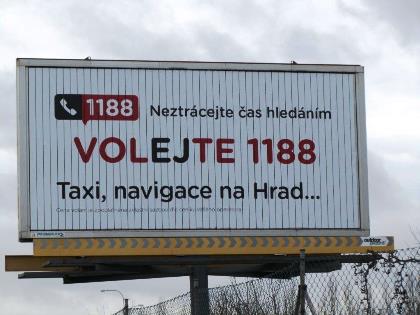 1188 Neztrácejte čas hledáním
VOLEJTE 1188
Taxi, navigace na Hrad...